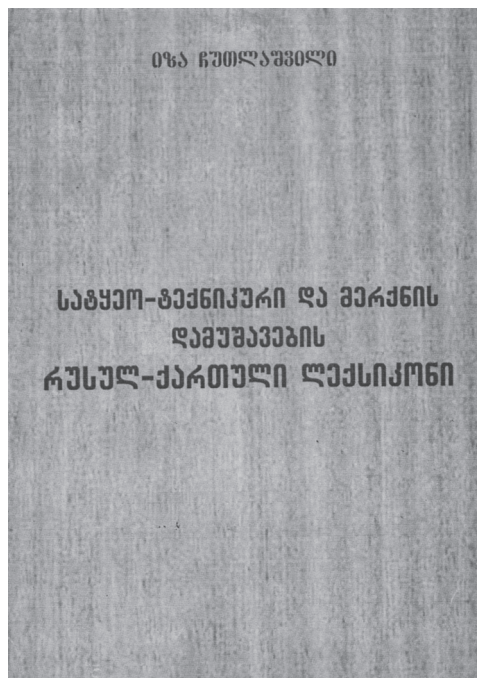 იზა ჩუთლაშვილი
სატყეო-ტექნიკური და მერქნის
დამუშავების
რუსულ-ქართული ლექსიკონი